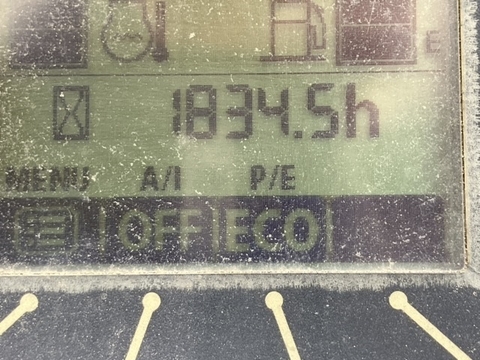 E
1834.5h
MENU A/I P/E
OFF ECO